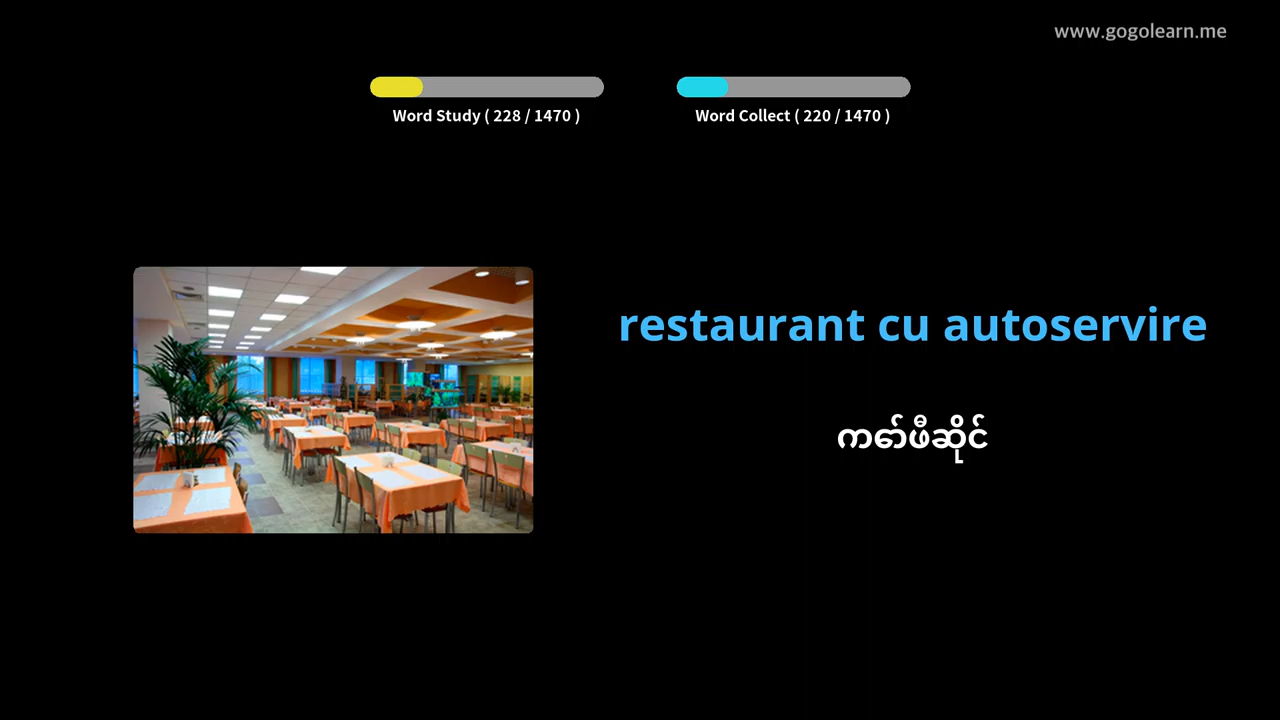 www.gogolearn.me
Word Study ( 228 / 1470 )
Word Collect ( 220 / 1470 )
restaurant cu autoservire
ကော်ဖီဆိုင်